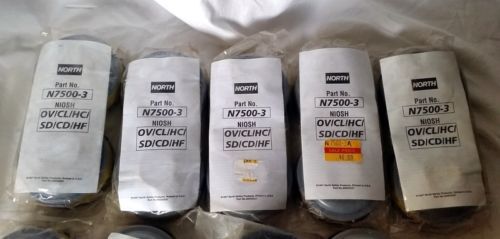 NORTH
Part No.
N7500-3
NIOSH
OV/CL/HC/
SD/CD/HF
NORTH
Part No.
N7500-3
NIOSH
OV/CL/HC/
SD/CD/HF
NORTH
Part No.
N7500-3
NIOSH
OV/CL/HC/
SD/CD/HF
NORTH
Part No.
N7500-3
NIOSH
OV/CL/HC/
SD/CD/HF
SALE PRICE
NORTH
Part No.
N7500-3
NIOSH
OV/CL/HC/
SD/CD/HF